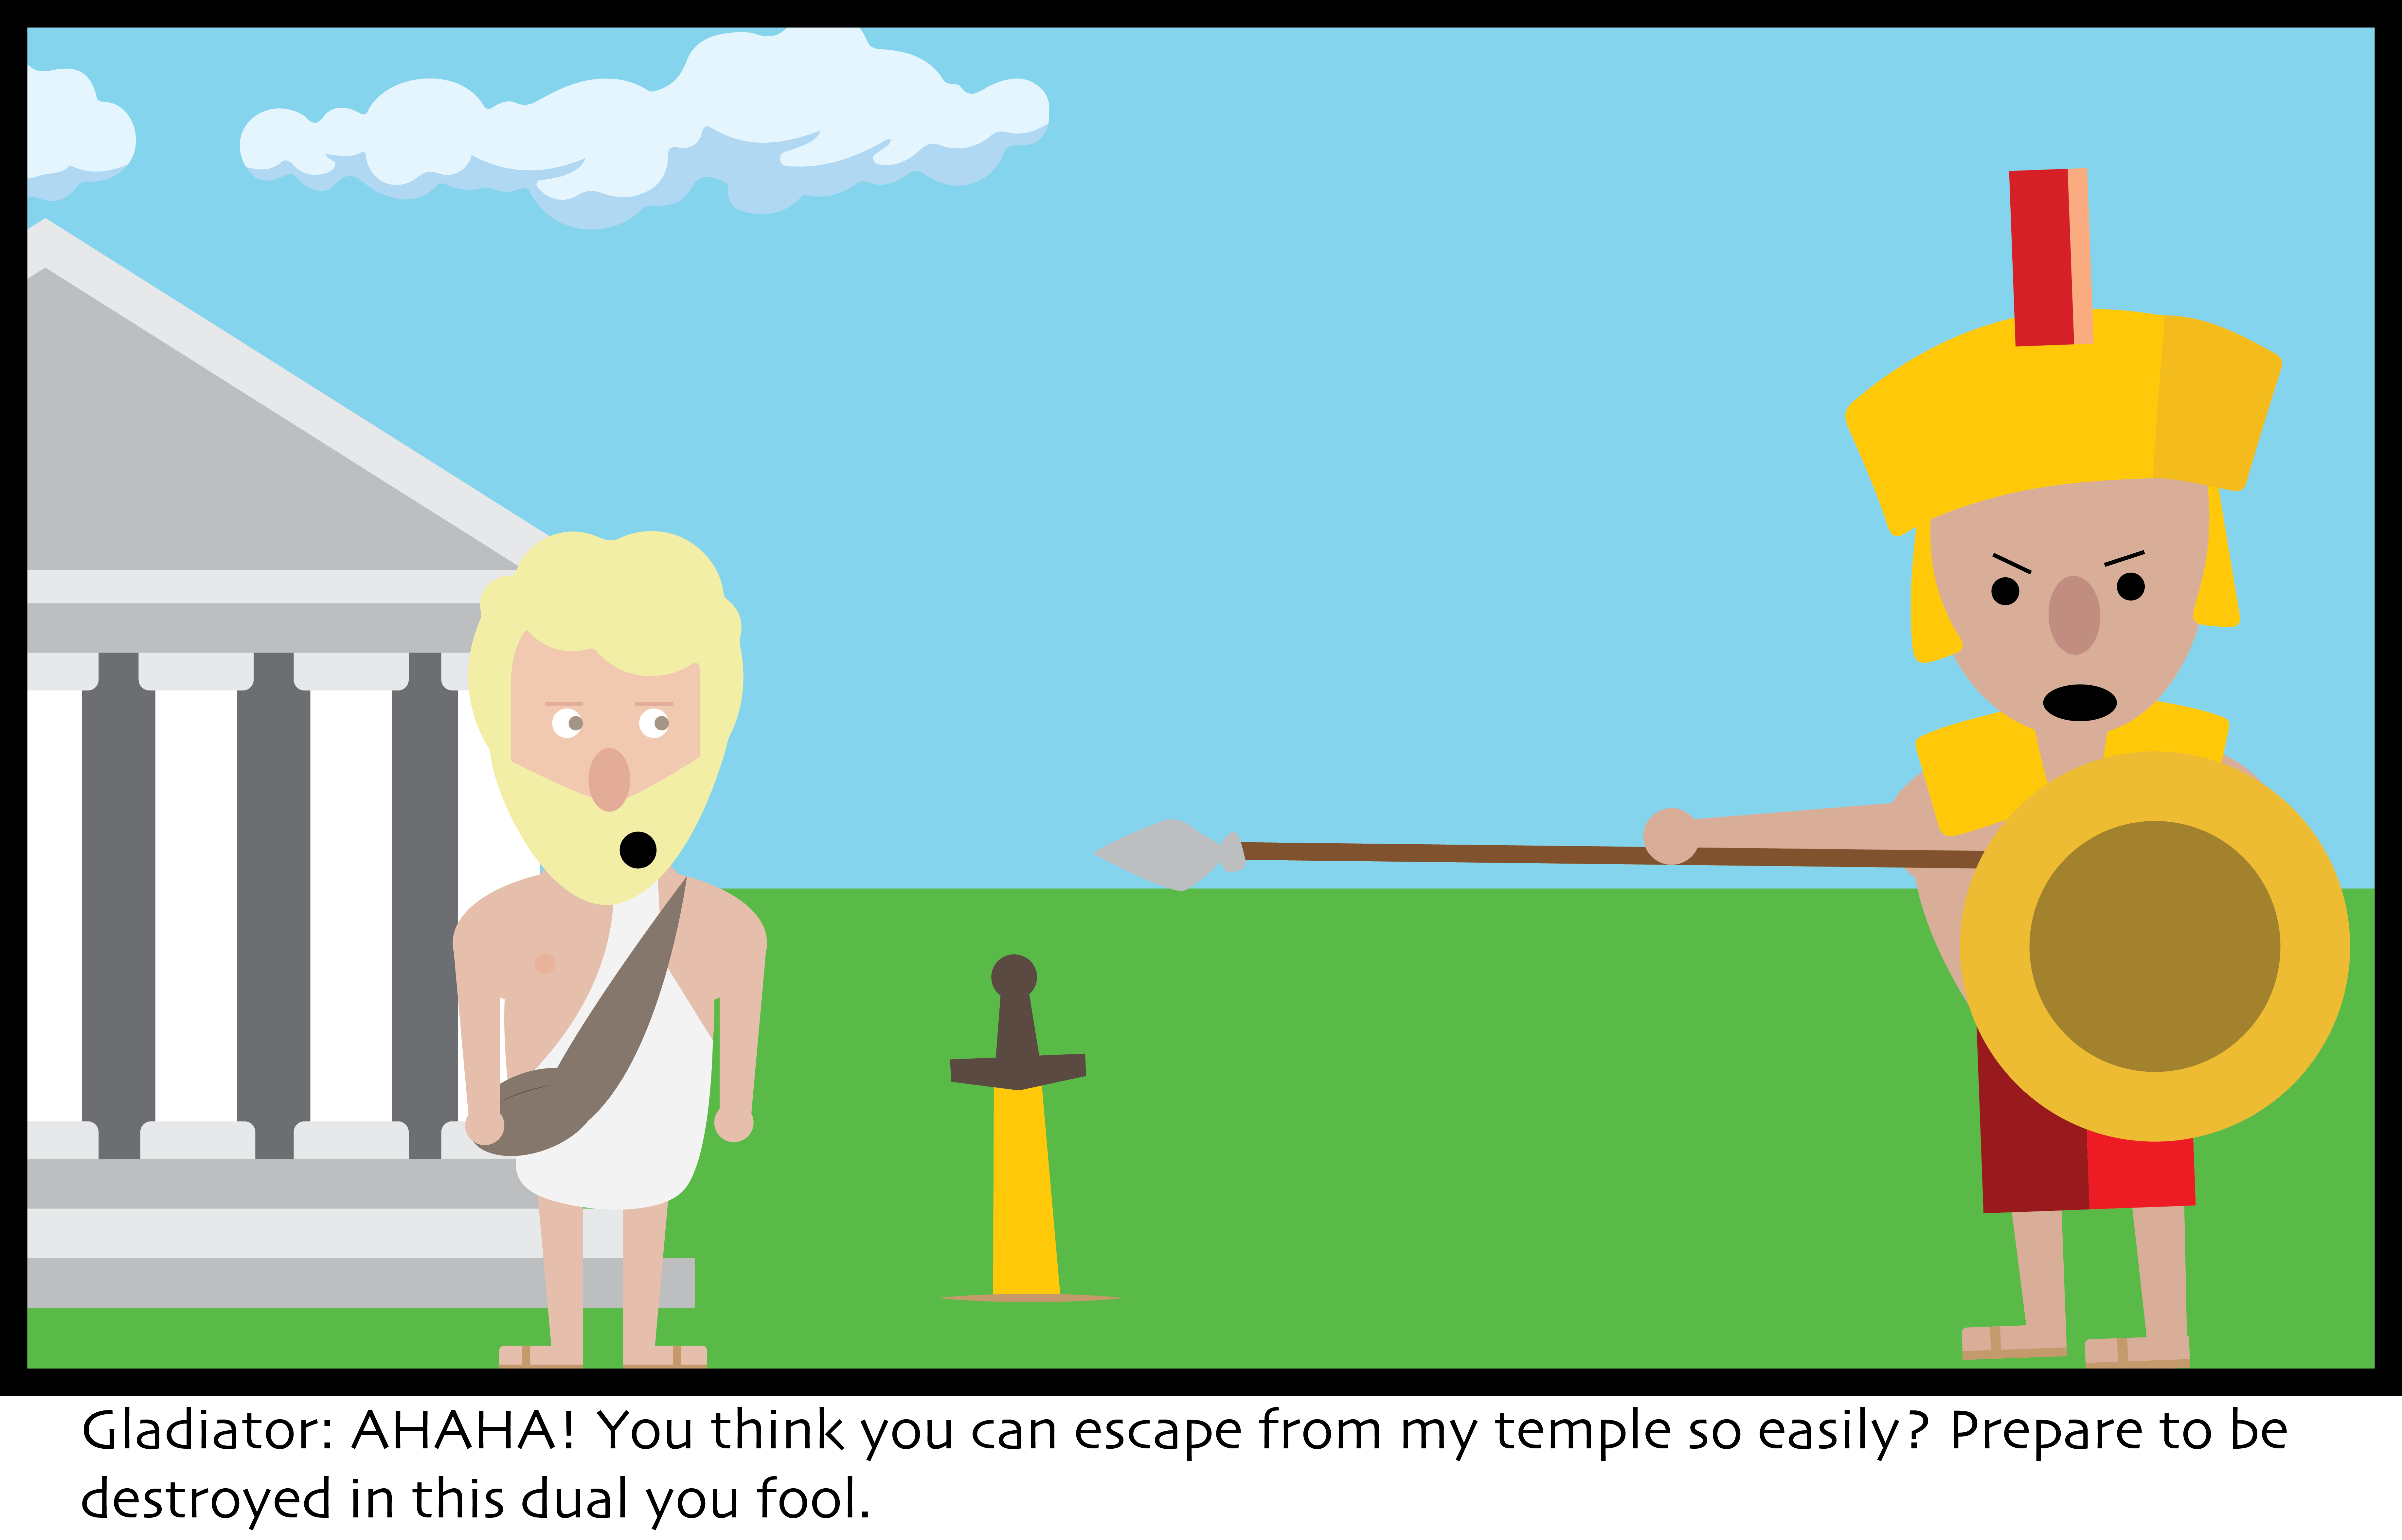 Gladiator: AHAHA! You think you can escape from my temple so easily? Prepare to be
destroyed in this dual you fool.